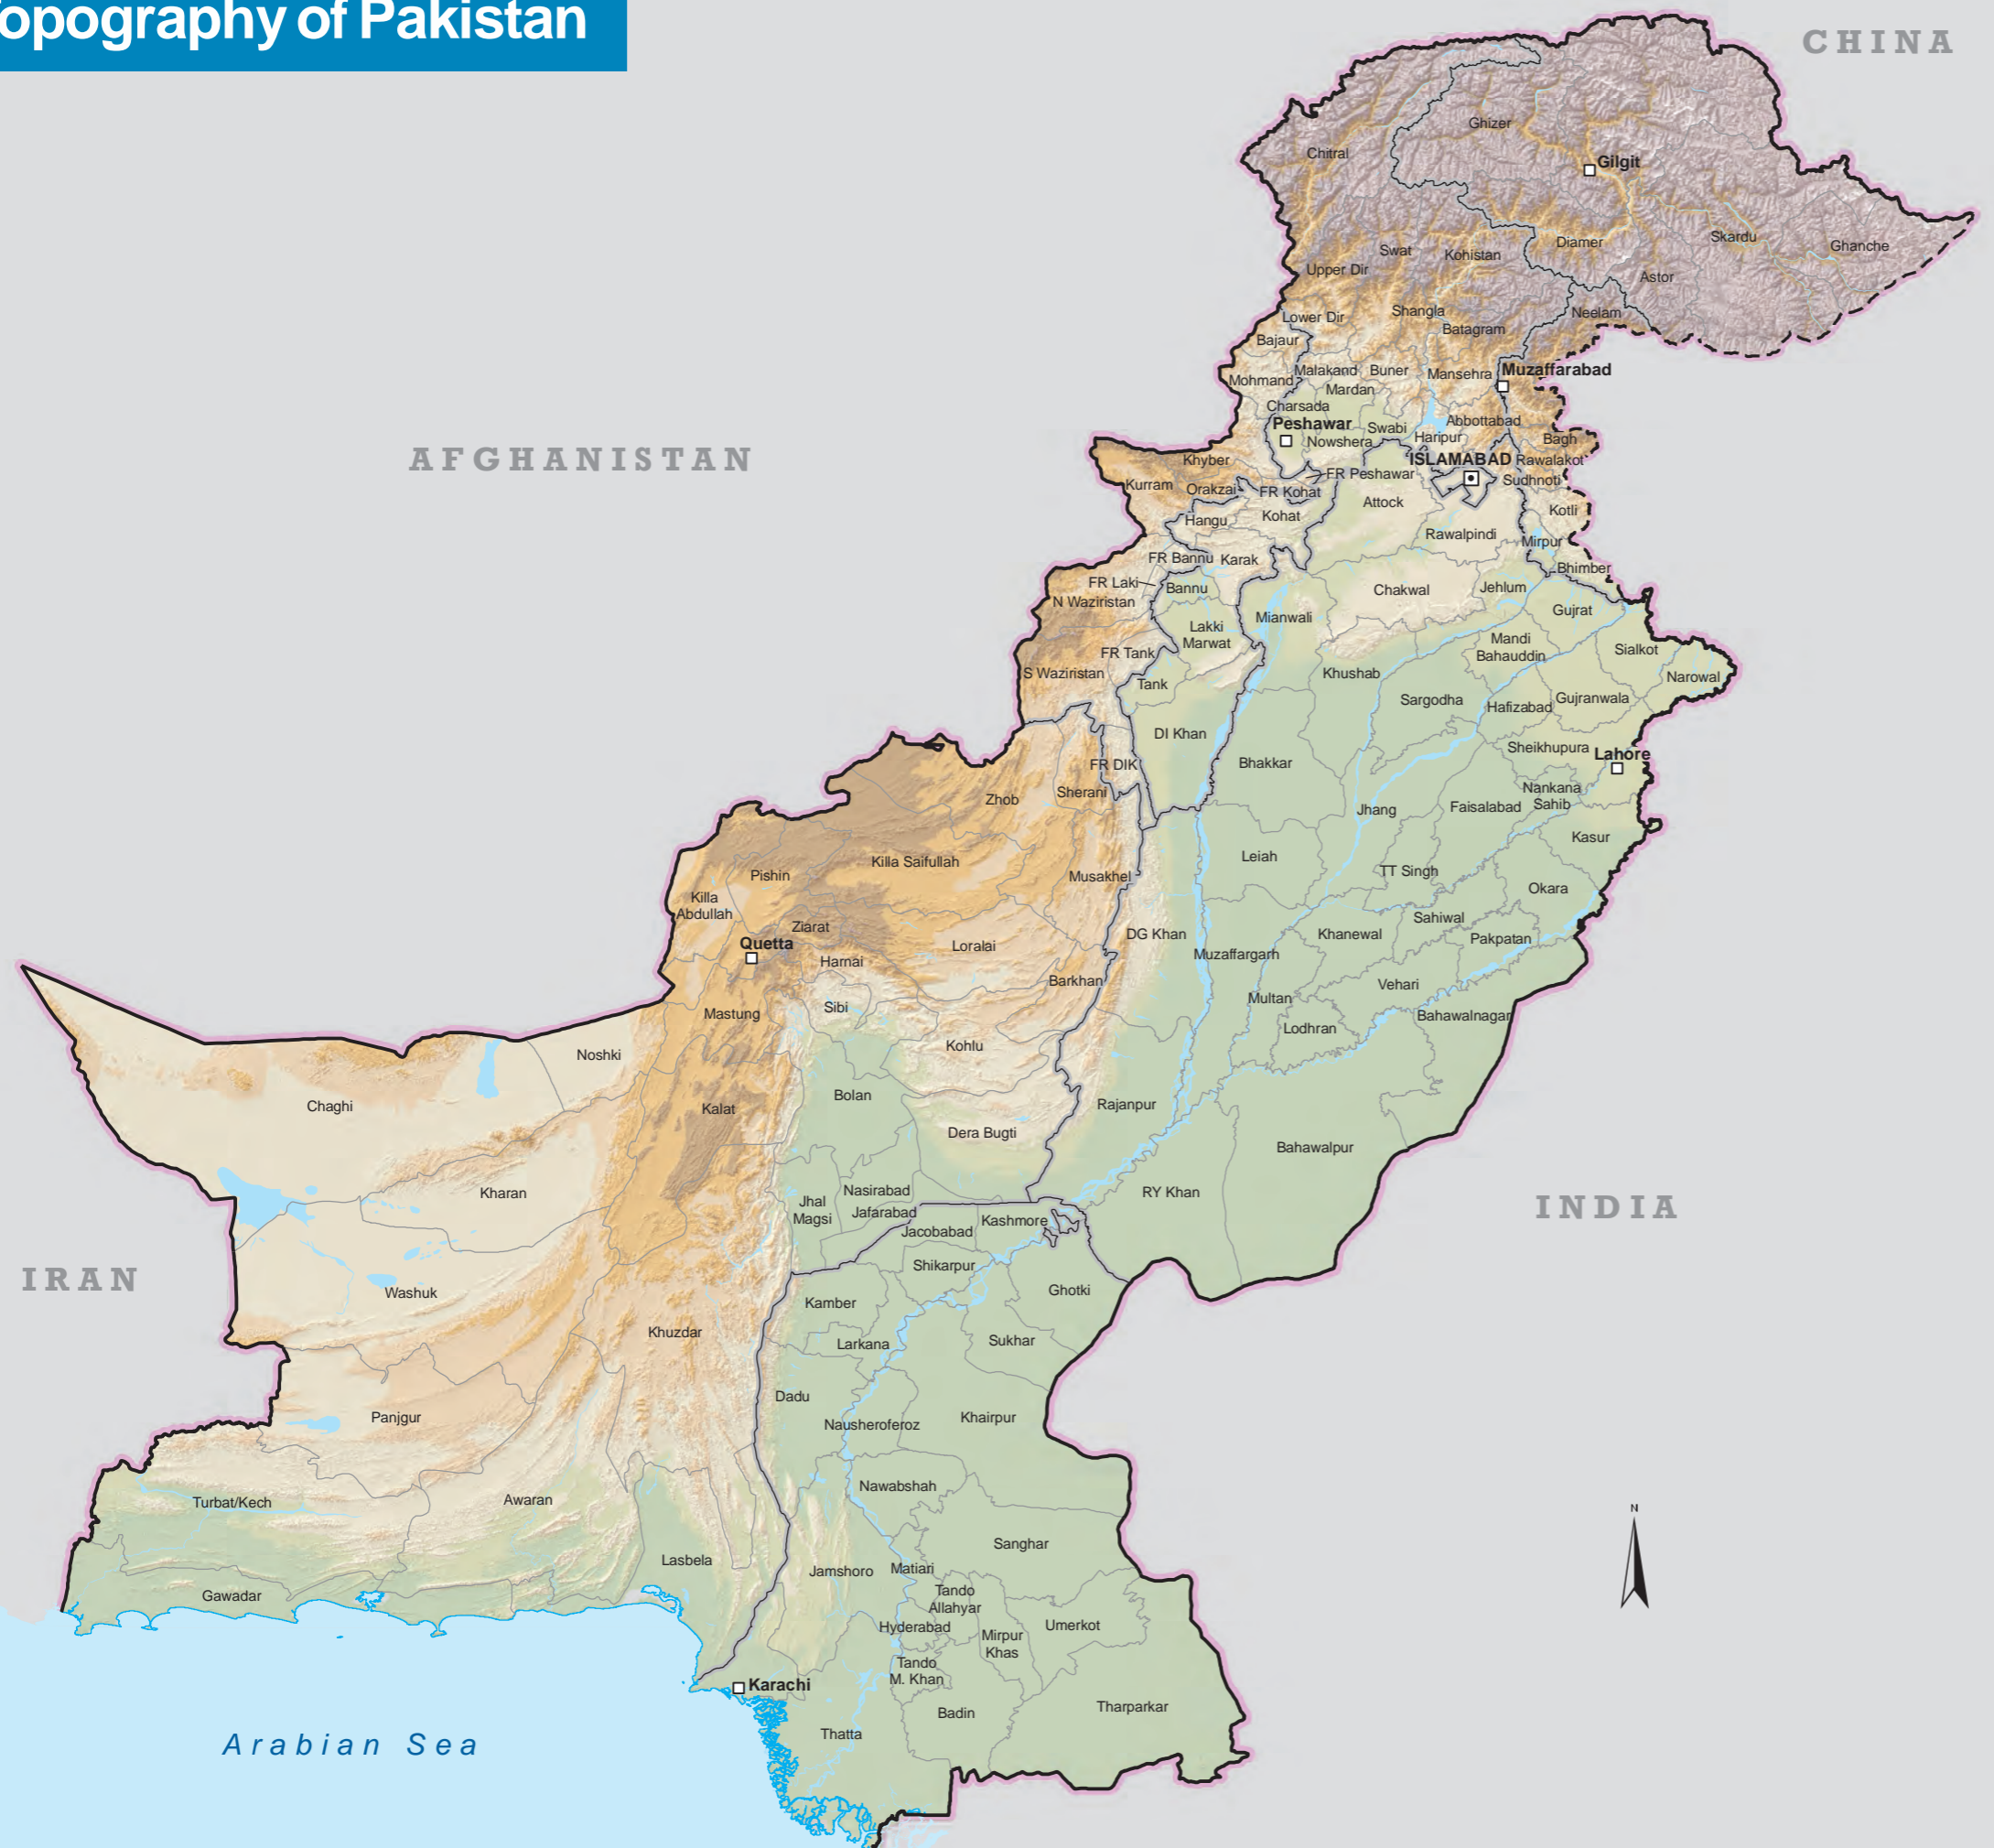 opography of Pakistan
CHINA
Ghizer
Chitral
Gilgit
Skardu
Ghanche
Diamer
Swat
Kohistan
Upper Dir
Astor
Shangla
Neelam
Lower Dir
Batagram
Bajaur
Malakand
Buner
Mansehra
Muzaffarabad
Mohmand
Mardan
Charsada
Abbottabad
Peshawar
Swabi
Nowshera
Haripur
Bagh
AFGHANISTAN
Khyber
ISLAMABAD
Rawalakot
FR Peshawar
Sudhnoti
Kurram
Orakzai
FR Kohat
Attock
Kotli
Hangu
Kohat
Rawalpindi
Mirpur
FR Bannu
Karak
Bhimber
FR Laki
Bannu
Chakwal
Jehlum
N Waziristan
Gujrat
Mianwali
Lakki
Marwat
Mandi
Bahauddin
Sialkot
FR Tank
S Waziristan
Khushab
Narowal
Tank
Sargodha
Hafizabad
Gujranwala
DI Khan
Sheikhupura
Lahore
FR DIK
Bhakkar
Sherani
Zhob
Nankana
Sahib
Jhang
Faisalabad
Kasur
Killa Saifullah
Leiah
Pishin
Musakhel
TT Singh
Okara
Killa
Abdullah
Ziarat
Sahiwal
Quetta
Loralai
DG Khan
Khanewal
Pakpatan
Harnai
Muzaffargarh
Barkhan
Vehari
Sibi
Multan
Mastung
Lodhran
Bahawalnagar
Kohlu
Noshki
Chaghi
Kalat
Bolan
Rajanpur
Dera Bugti
Bahawalpur
Kharan
Nasirabad
RY Khan
INDIA
Jhal
Magsi
Jafarabad
Kashmore
Jacobabad
IRAN
Shikarpur
Washuk
Kamber
Ghotki
Khuzdar
Larkana
Sukhar
Dadu
Panjgur
Nausheroferoz
Khairpur
Nawabshah
Turbat/Kech
Awaran
N
Sanghar
Lasbela
Jamshoro
Matiari
Gawadar
Tando
Allahyar
Hyderabad
Umerkot
Mirpur
Khas
Tando
M. Khan
Karachi
Tharparkar
Badin
Thatta
Arabian Sea